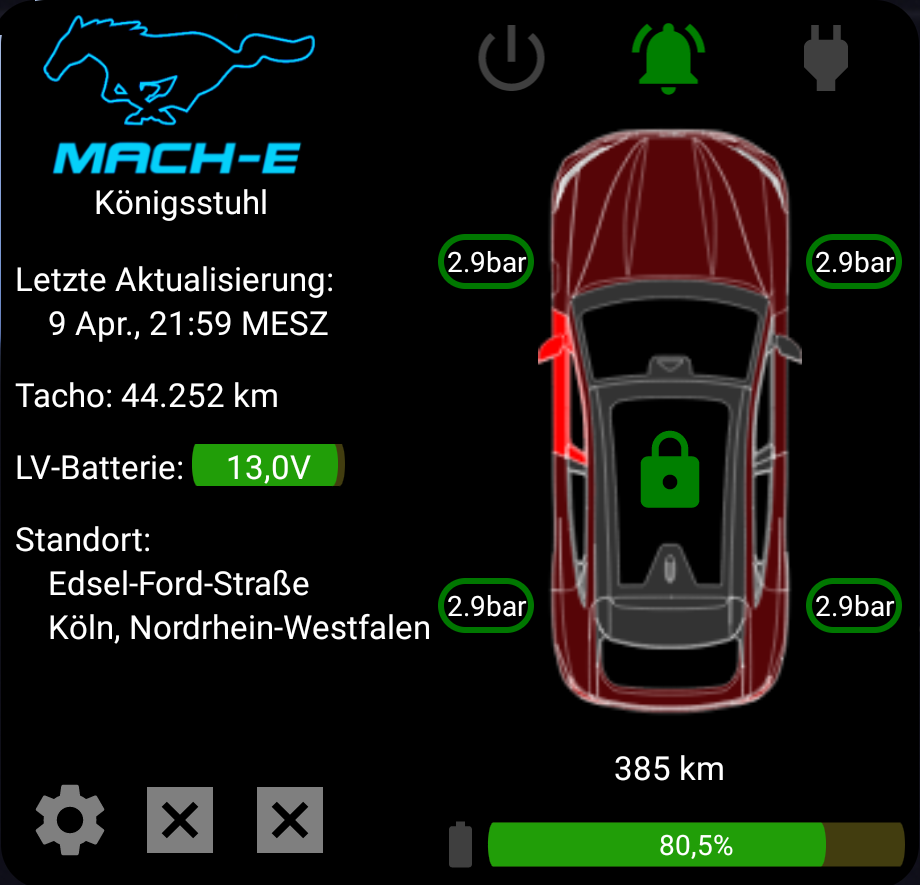 MACH-E
Königsstuhl
Letzte Aktualisierung:
9 Apr., 21:59 MESZ
Tacho: 44.252 km
LV-Batterie: 13,0V
Standort:
Edsel-Ford-Straße
Köln, Nordrhein-Westfalen
2.9bar
2.9bar
2.9bar
2.9bar
385 km
80,5%